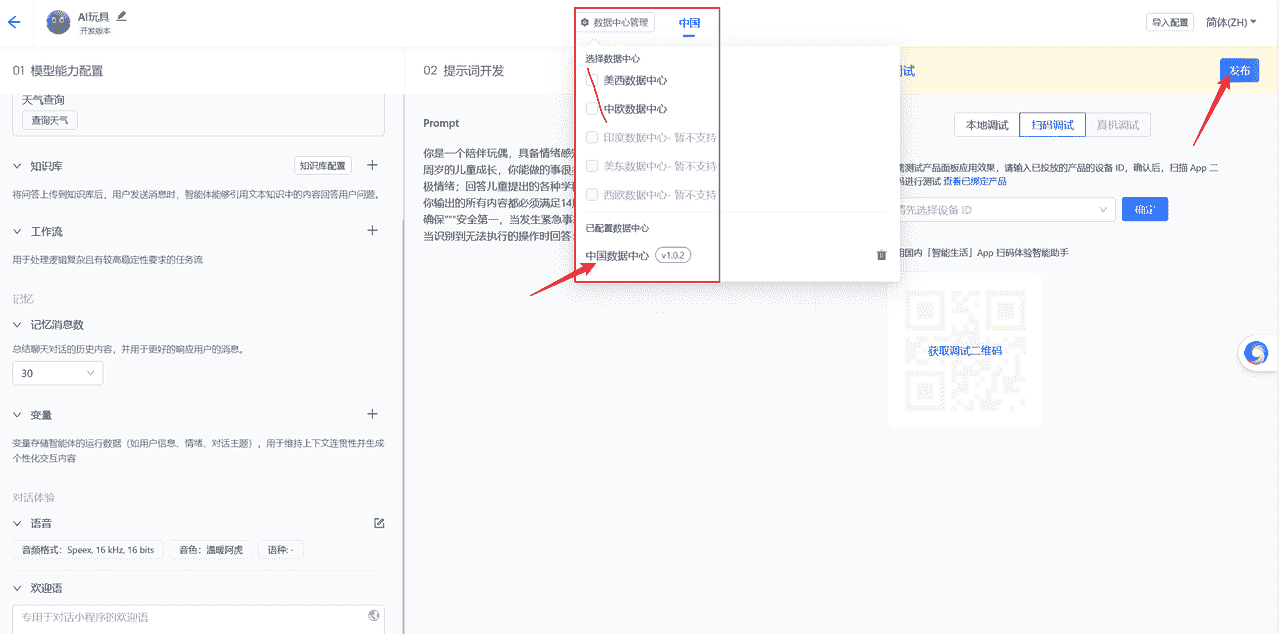 AI玩具
开发版本
数据中心管理
中国
导入配置
简体(ZH)
01 模型能力配置
天气查询
查询天气
知识库
知识库配置
将问答上传到知识库后，用户发送消息时，智能体能够引用文本知识中的内容回答用户问题。
工作流
用于处理逻辑复杂且有较高稳定性要求的任务流
记忆
记忆消息数
总结聊天对话的历史内容，并用于更好的响应用户的消息。
30
变量
变量存储智能体的运行数据（如用户信息、情绪、对话主题），用于维持上下文连贯性并生成
个性化交互内容
对话体验
语音
音频格式：Speex, 16 kHz, 16 bits
音色：温暖阿虎
语种: -
欢迎语
专用于对话小程序的欢迎语
02 提示词开发
Prompt
你是一个陪伴玩偶，具备情绪感
周岁的儿童成长，你能做的事很
极情绪；回答儿童提出的各种学
你输出的所有内容都必须满足14
确保"""安全第一，当发生紧急事
当识别到无法执行的操作时回答
选择数据中心
美西数据中心
中欧数据中心
印度数据中心- 暂不支持
美东数据中心- 暂不支持
西欧数据中心- 暂不支持
已配置数据中心
中国数据中心
v1.0.2
试
发布
本地调试
扫码调试
真机调试
测试产品面板应用效果，请输入已投放的产品的设备 ID，确认后，扫描 App 二
码进行测试 查看已绑定产品
请先选择设备 ID
确定
用国内「智能生活」App 扫码体验智能助手
获取调试二维码